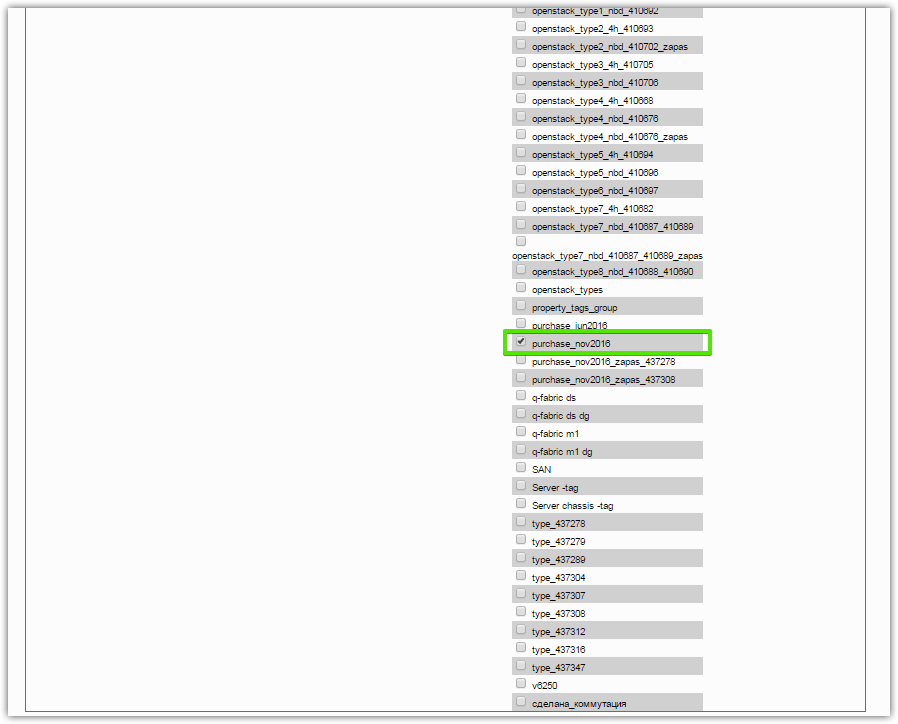 openstack_type1_nbd_410692
openstack_type2_4h_410693
openstack_type2_nbd_410702_zapas
openstack_type3_4h_410705
openstack_type3_nbd_410706
openstack_type4_4h_410668
openstack_type4_nbd_410676
openstack_type4_nbd_410676_zapas
openstack_type5_4h_410694
openstack_type5_nbd_410696
openstack_type6_nbd_410697
openstack_type7_4h_410682
openstack_type7_nbd_410687_410689
openstack_type7_nbd_410687_410689_zapas
openstack_type8_nbd_410688_410690
openstack_types
property_tags_group
purchase_jun2016
purchase_nov2016
purchase_nov2016_zapas_437278
purchase_nov2016_zapas_437308
q-fabric ds
q-fabric ds dg
q-fabric m1
q-fabric m1 dg
SAN
Server -tag
Server chassis -tag
type_437278
type_437279
type_437289
type_437304
type_437307
type_437308
type_437312
type_437316
type_437347
v6250
сделана_коммутация